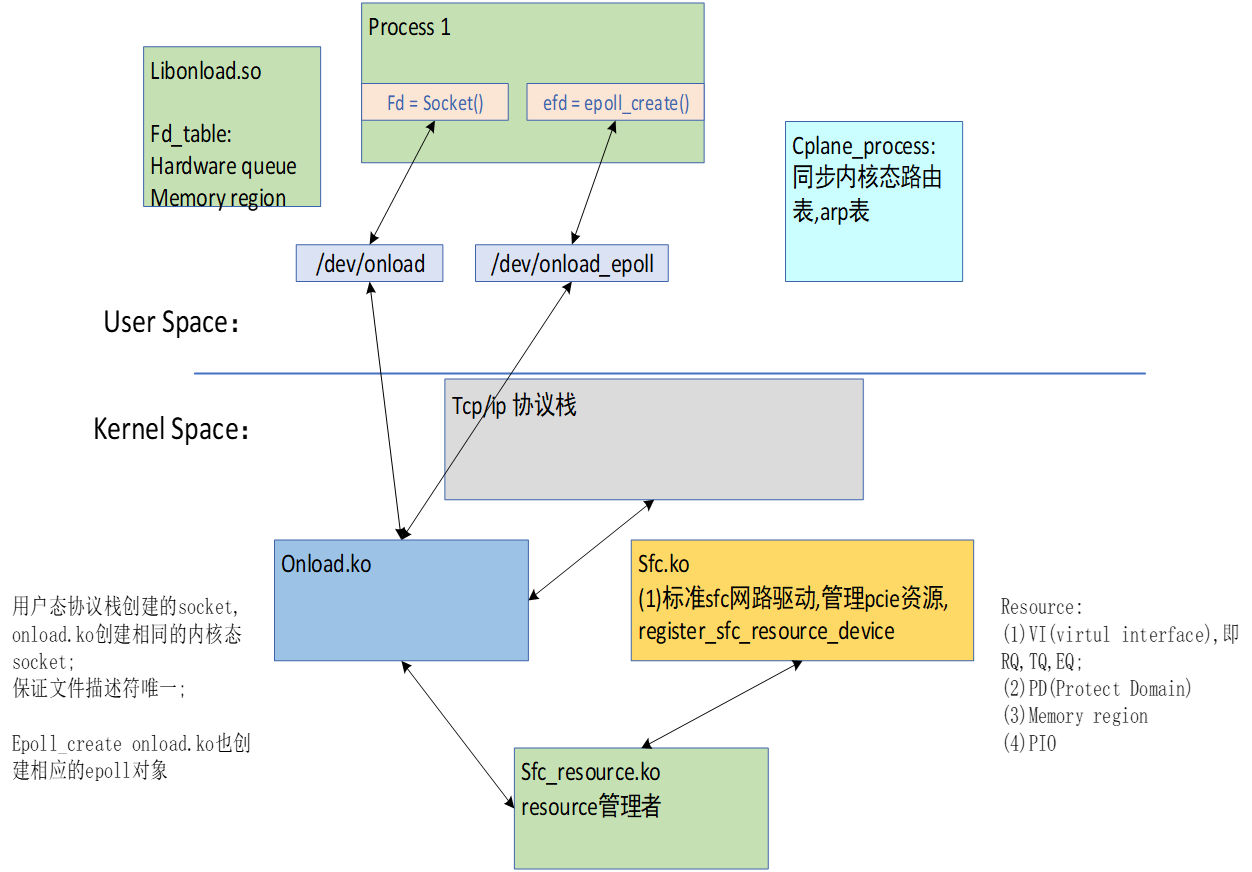 Process 1
Libonload.so
Fd = Socket()
efd = epoll_create()
Fd_table:
Hardware queue
Memory region
Cplane_process:
同步内核态路由
表,arp表
/dev/onload
/dev/onload_epoll
User Space：
Kernel Space：
Tcp/ip 协议栈
Onload.ko
Sfc.ko
(1)标准sfc网路驱动,管理pcie资源,
register_sfc_resource_device
用户态协议栈创建的socket,
onload.ko创建相同的内核态
socket;
保证文件描述符唯一;
Epoll_create onload.ko也创
建相应的epoll对象
Resource:
(1)VI(virtul interface),即
RQ,TQ,EQ;
(2)PD(Protect Domain)
(3)Memory region
(4)PIO
Sfc_resource.ko
resource管理者